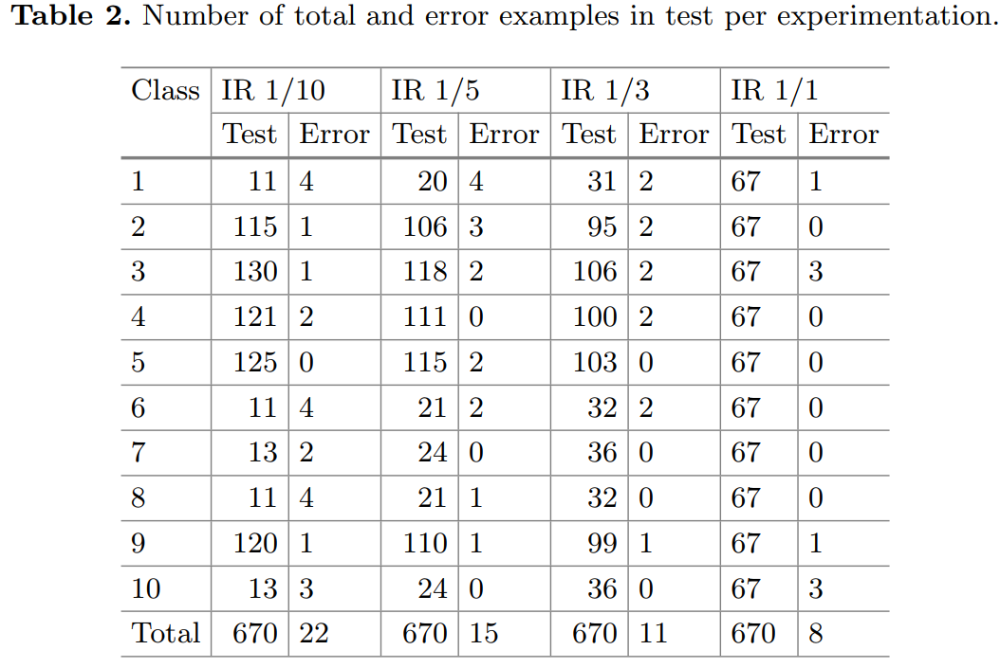 Table 2. Number of total and error examples in test per experimentation.
Class IR 1/10 IR 1/5 IR 1/3 IR 1/1
Test Error Test Error Test Error Test Error
1 11 4 20 4 31 2 67 1
2 115 1 106 3 95 2 67 0
3 130 1 118 2 106 2 67 3
4 121 2 111 0 100 2 67 0
5 125 0 115 2 103 0 67 0
6 11 4 21 2 32 2 67 0
7 13 2 24 0 36 0 67 0
8 11 4 21 1 32 0 67 0
9 120 1 110 1 99 1 67 1
10 13 3 24 0 36 0 67 3
Total 670 22 670 15 670 11 670 8